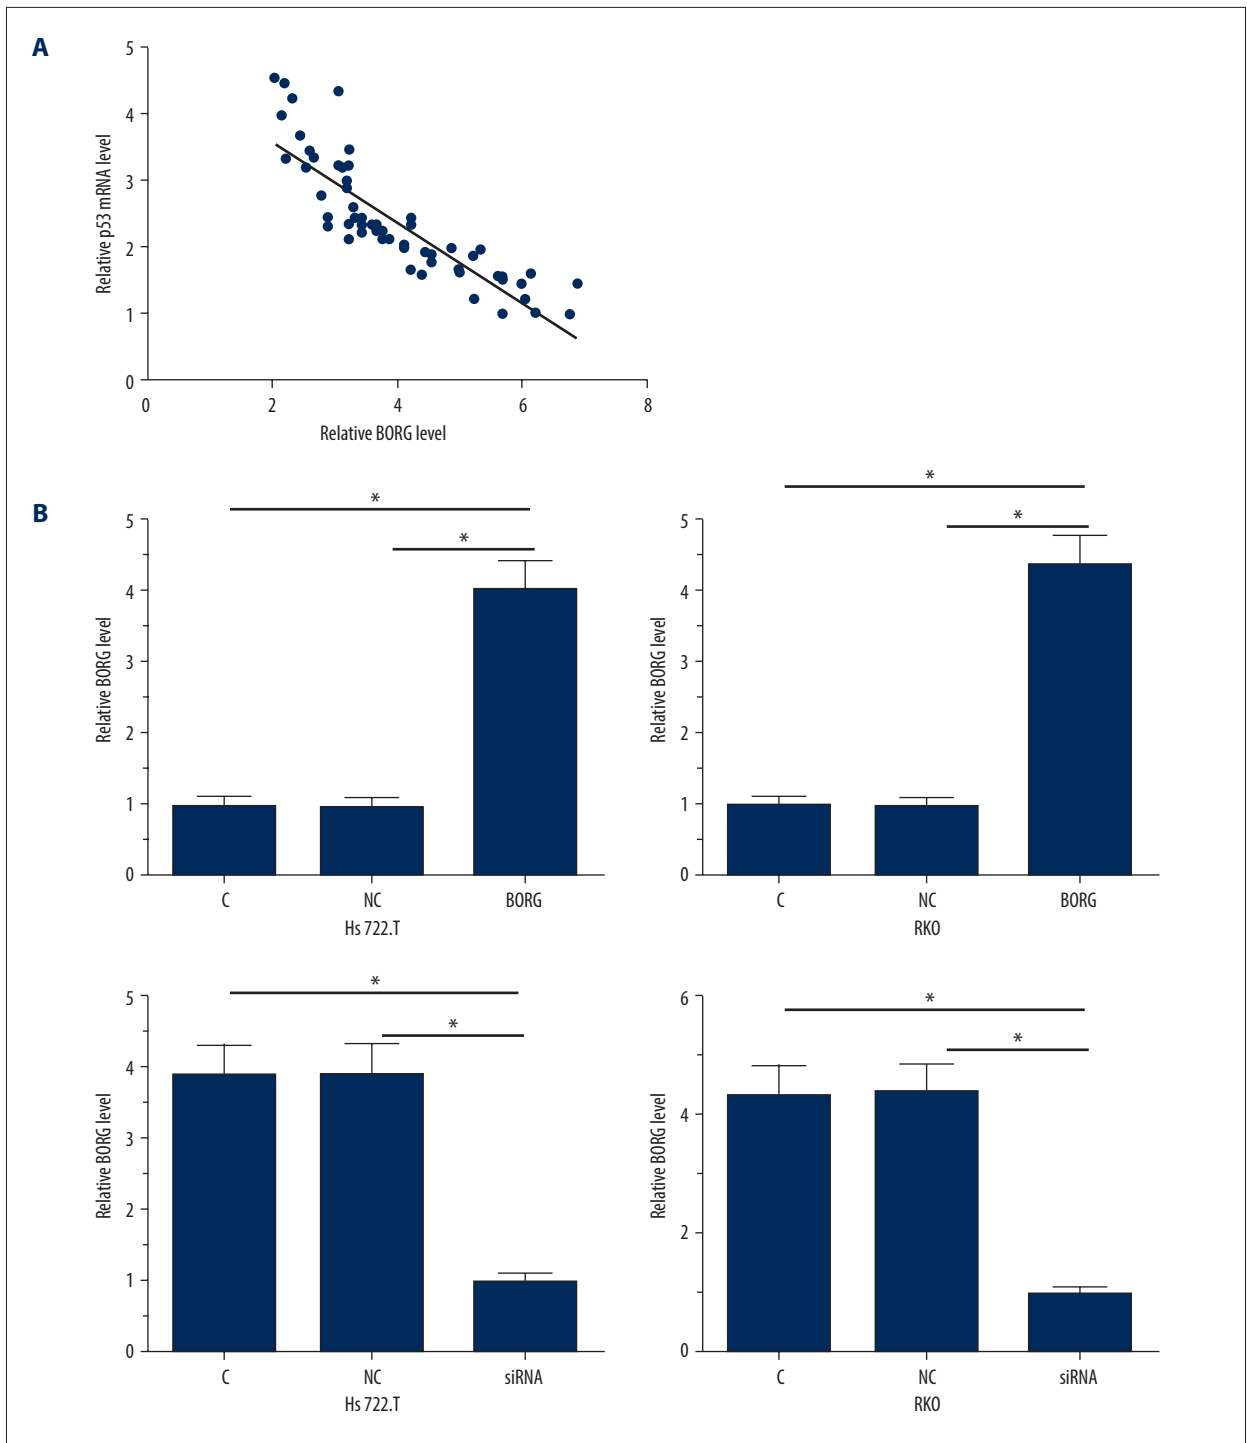 A
5
4
3
2
1
0
Relative p53 mRNA level
0 2 4 6 8
Relative BORG level
B
*
*
5
4
3
2
1
0
Relative BORG level
C NC BORG
Hs 722.T
*
*
5
4
3
2
1
0
Relative BORG level
C NC BORG
RKO
*
*
5
4
3
2
1
0
Relative BORG level
C NC siRNA
Hs 722.T
*
*
6
4
2
0
Relative BORG level
C NC siRNA
RKO